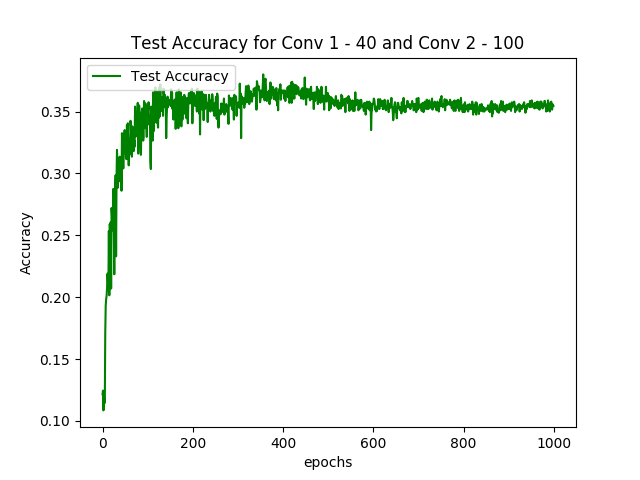 Test Accuracy for Conv 1 - 40 and Conv 2 - 100
Test Accuracy
0.35
0.30
0.25
0.20
0.15
0.10
Accuracy
0 200 400 600 800 1000
epochs